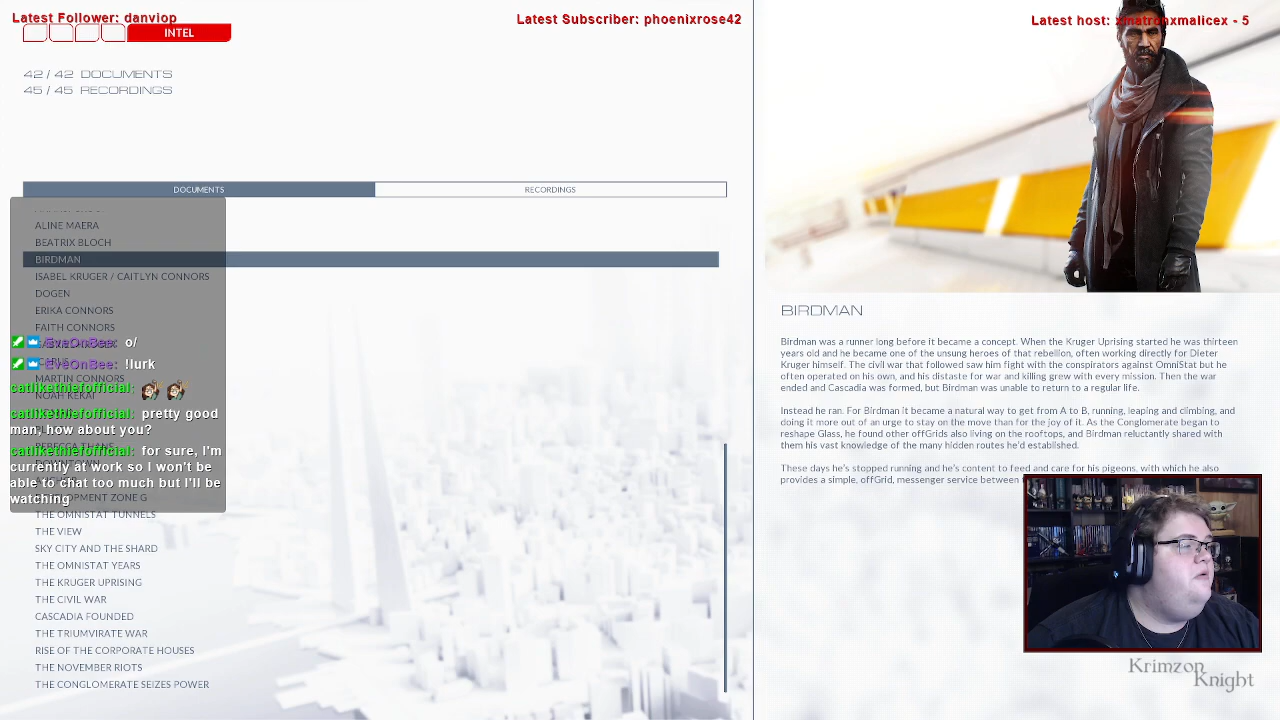 Latest Follower: danviop
Latest Subscriber: phoenixrose42
Latest host: xmatronxmalicex - 5
INTEL
42 / 42 DOCUMENTS
45 / 45 RECORDINGS
DOCUMENTS
RECORDINGS
ALINE MAERA
BEATRIX BLOCH
BIRDMAN
ISABEL KRUGER / CAITLYN CONNORS
DOGEN
ERIKA CONNORS
FAITH CONNORS
EveOnBee: o/
EveOnBee: !lurk
MARTIN CONNORS
catlikethiefofficial:
NOAH KEKAI
catlikethiefofficial: pretty good
man, how about you?
REBECCA THANE
catlikethiefofficial: for sure, I'm
currently at work so I won't be
able to chat too much but I'll be
watching
ZONE G
THE OMNISTAT TUNNELS
THE VIEW
SKY CITY AND THE SHARD
THE OMNISTAT YEARS
THE KRUGER UPRISING
THE CIVIL WAR
CASCADIA FOUNDED
THE TRIUMVIRATE WAR
RISE OF THE CORPORATE HOUSES
THE NOVEMBER RIOTS
THE CONGLOMERATE SEIZES POWER
BIRDMAN
Birdman was a runner long before it became a concept. When the Kruger Uprising started he was thirteen
years old and he became one of the unsung heroes of that rebellion, often working directly for Dieter
Kruger himself. The civil war that followed saw him fight with the conspirators against OmniStat but he
often operated on his own, and his distaste for war and killing grew with every mission. Then the war
ended and Cascadia was formed, but Birdman was unable to return to a regular life.
Instead he ran. For Birdman it became a natural way to get from A to B, running, leaping and climbing, and
doing it more out of an urge to stay on the move than for the joy of it. As the Conglomerate began to
reshape Glass, he found other offGrids also living on the rooftops, and Birdman reluctantly shared with
them his vast knowledge of the many hidden routes he'd established.
These days he's stopped running and he's content to feed and care for his pigeons, with which he also
provides a simple, offGrid, messenger service between
Krimzon
Knight